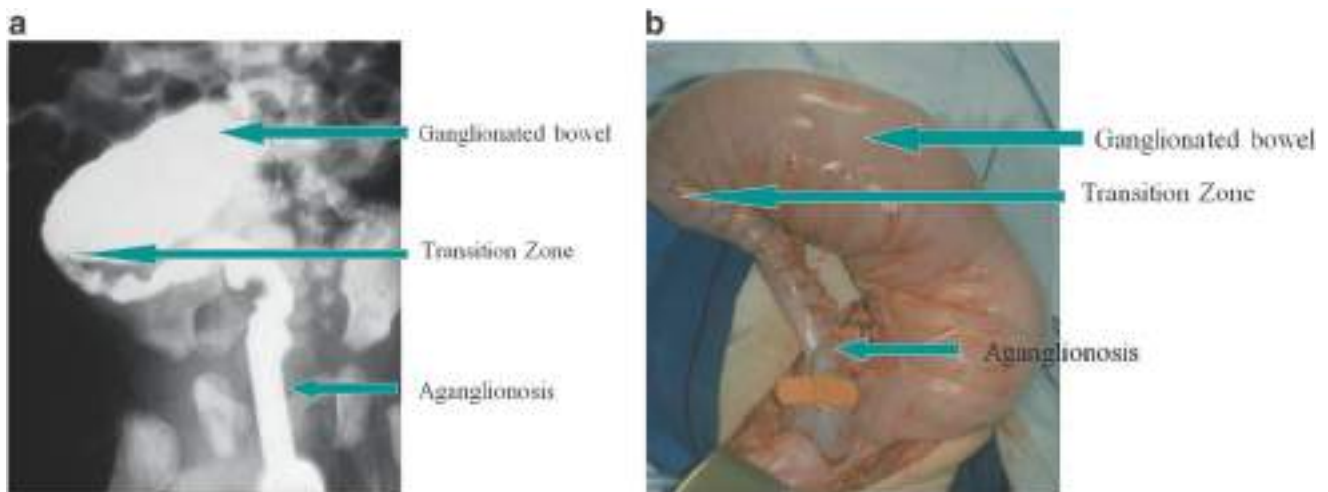 a
b
Ganglionated bowel
Transition Zone
Aganglionosis
Ganglionated bowel
Transition Zone
Aganglionosis